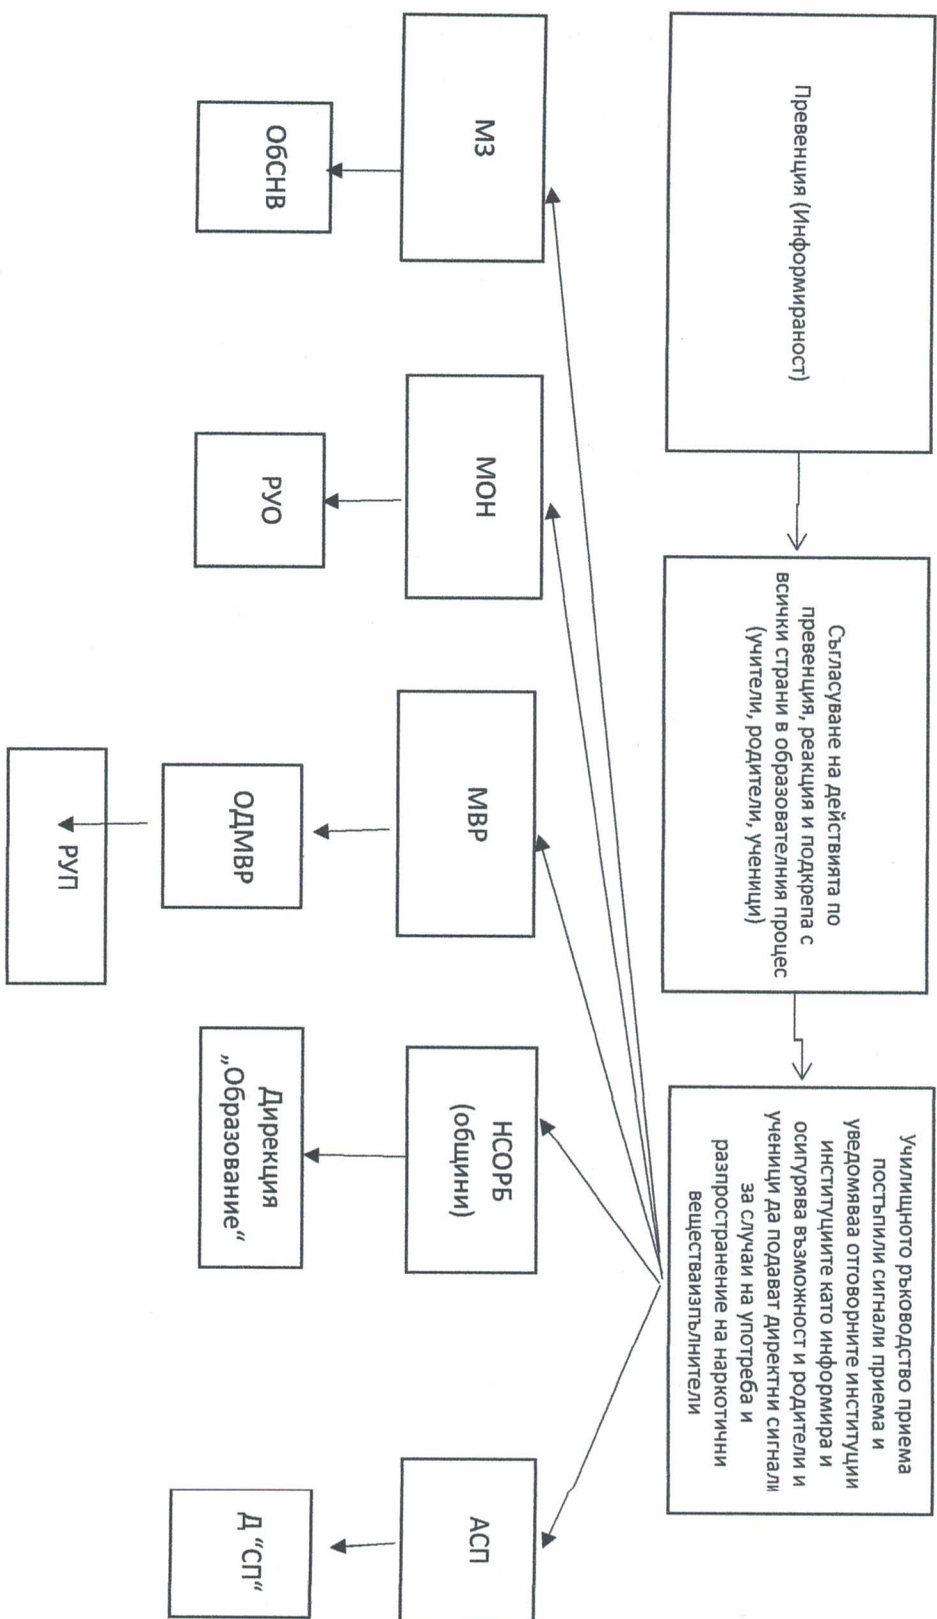 Превенция (Информираност)
Съгласуване на действията по
превенция, реакция и подкрепа с
всички страни в образователния процес
(учители, родители, ученици)
Училищното ръководство приема
постъпили сигнали приема и
уведомяваа отговорните институции
институциите като информира и
осигурява възможност и родители и
ученици да подават директни сигнали
за случаи на употреба и
разпространение на наркотични
веществаизпълнители
МЗ
МОН
МВР
НСОРБ
(общини)
АСП
ОбСНВ
РУО
ОДМВР
Дирекция
„Образование“
Д “СП“
РУП